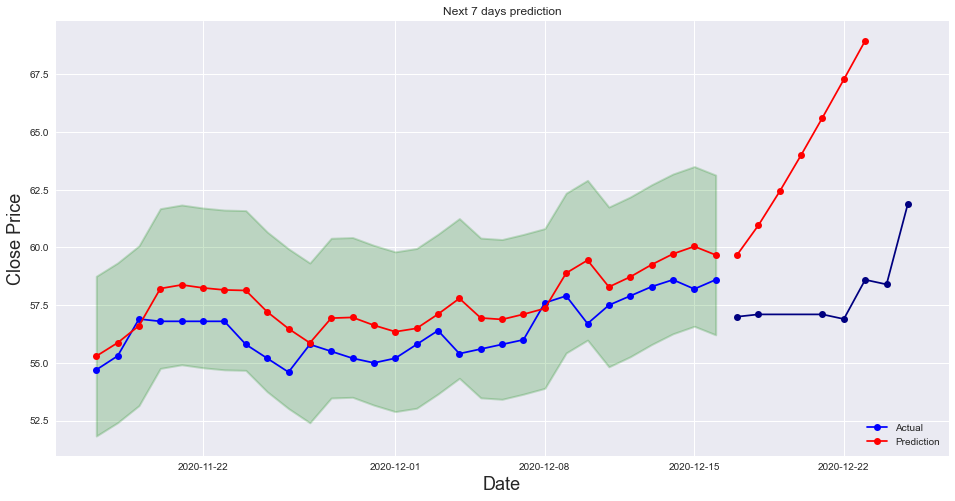 Next 7 days prediction
Close Price
67.5
65.0
62.5
60.0
57.5
55.0
52.5
2020-11-22
2020-12-01
2020-12-08
2020-12-15
2020-12-22
Date
Actual
Prediction